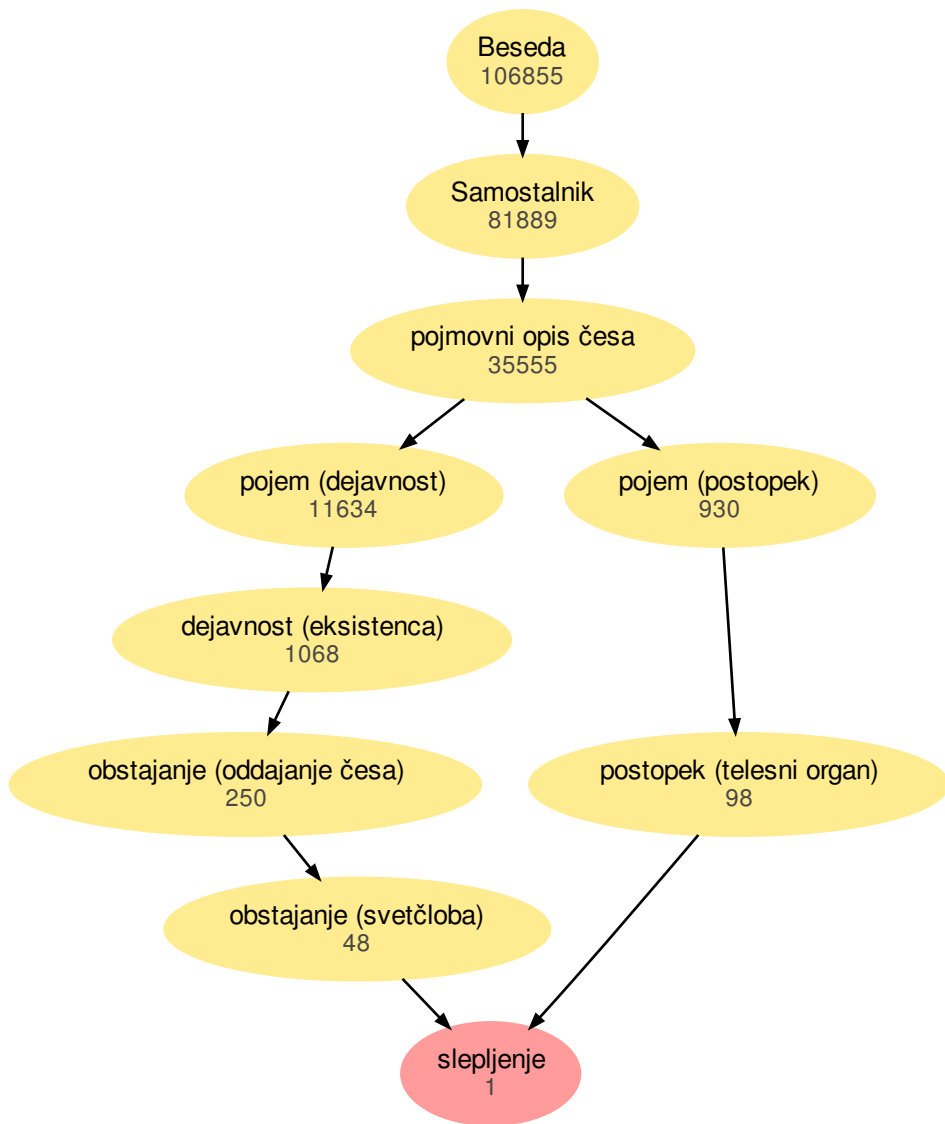 Beseda
106855
Samostalnik
81889
pojmovni opis česa
35555
pojem (dejavnost)
11634
pojem (postopek)
930
dejavnost (eksistenca)
1068
obstajanje (oddajanje česa)
250
postopek (telesni organ)
98
obstajanje (svetčloba)
48
slepljenje
1